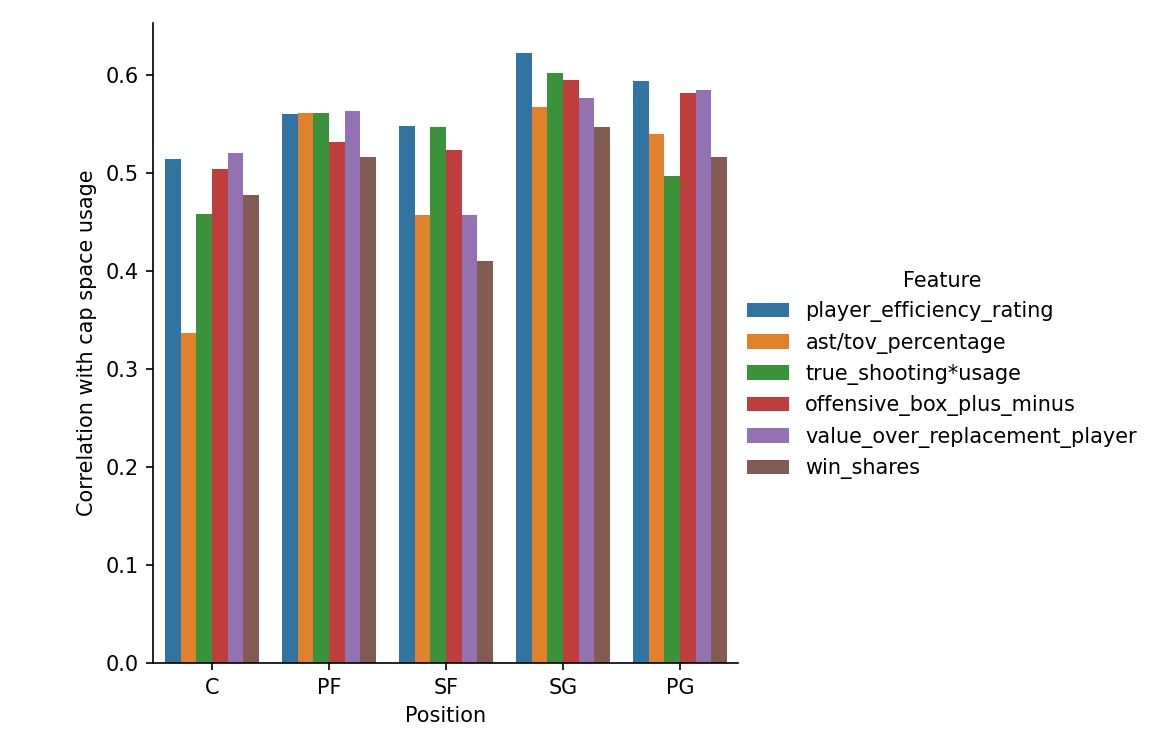 0.6
0.5
0.4
0.3
0.2
0.1
0.0
Correlation with cap space usage
C PF SF SG PG
Position
Feature
player_efficiency_rating
ast/tov_percentage
true_shooting*usage
offensive_box_plus_minus
value_over_replacement_player
win_shares